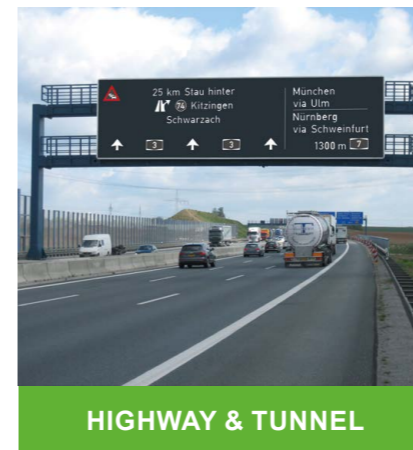 25 km Stau hinter
74 Kitzingen
Schwarzach
3
3
München
via Ulm
Nürnberg
via Schweinfurt
1300 m 7
HIGHWAY & TUNNEL